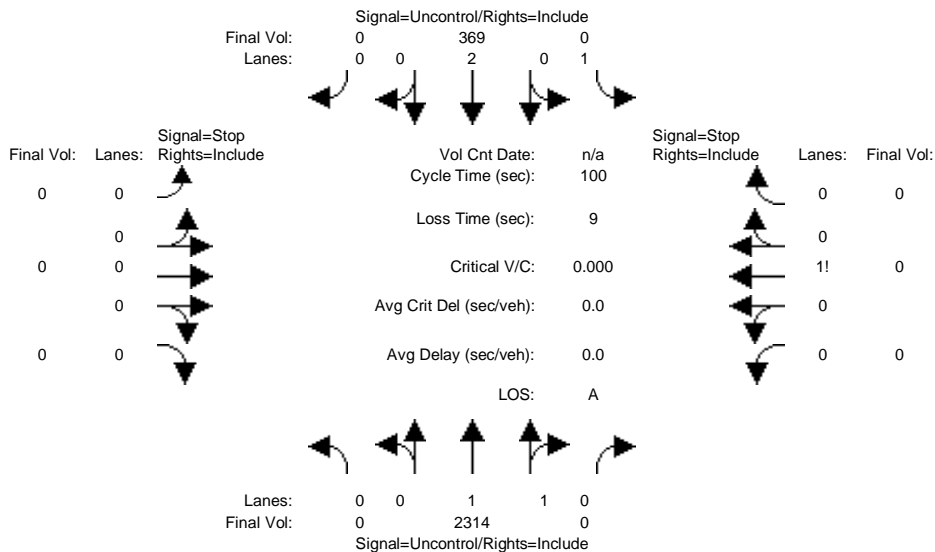 Signal=Uncontrol/Rights=Include
Final Vol: 0 369 0
Lanes: 0 0 2 0 1
Signal=Stop Signal=Stop
Final Vol: Lanes: Rights=Include Vol Cnt Date: n/a Rights=Include Lanes: Final Vol:
Cycle Time (sec): 100
0 0 0 0
Loss Time (sec): 9
0 0
0 0 Critical V/C: 0.000 1! 0
0 Avg Crit Del (sec/veh): 0.0 0
0 0 Avg Delay (sec/veh): 0.0 0 0
LOS: A
Lanes: 0 0 1 1 0
Final Vol: 0 2314 0
Signal=Uncontrol/Rights=Include